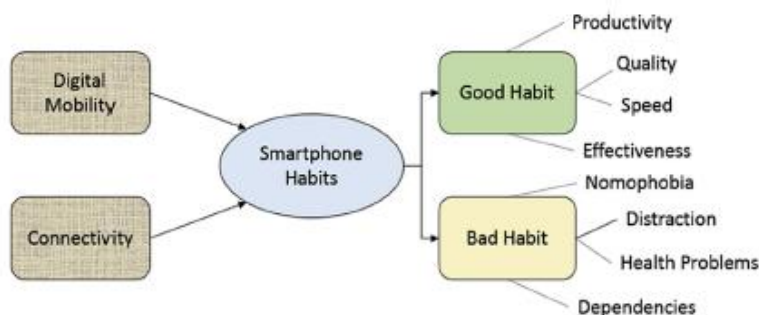 Digital
Mobility
Connectivity
Smartphone
Habits
Good Habit
Productivity
Quality
Speed
Effectiveness
Bad Habit
Nomophobia
Distraction
Health Problems
Dependencies